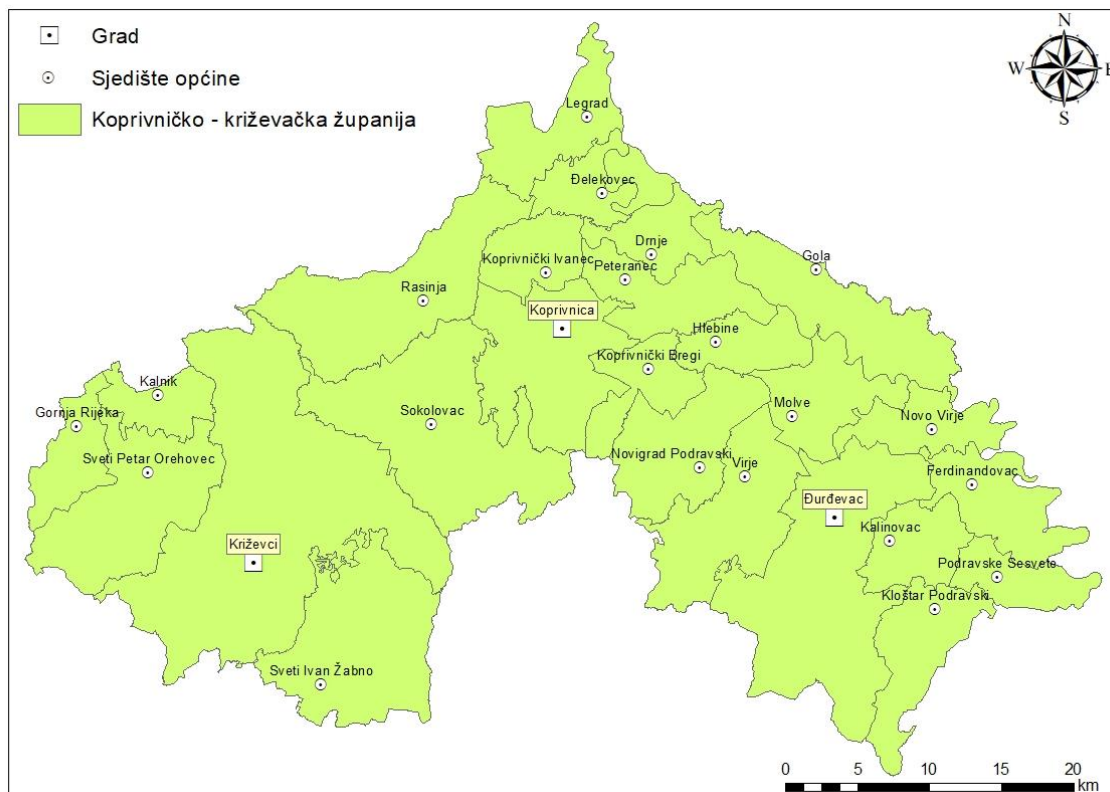 Grad
Sjedište općine
Koprivničko - križevačka županija
N
W
E
S
Legrad
Đelekovec
Drnje
Koprivnički Ivanec
Peteranec
Gola
Rasinja
Koprivnica
Hlebine
Koprivnički Bregi
Kalnik
Gornja Rijeka
Sokolovac
Molve
Novo Virje
Sveti Petar Orehovec
Novigrad Podravski
Virje
Ferdinandovac
Đurđevac
Kalinovac
Križevci
Podravske Sesvete
Kloštar Podravski
Sveti Ivan Žabno
0 5 10 15 20
km